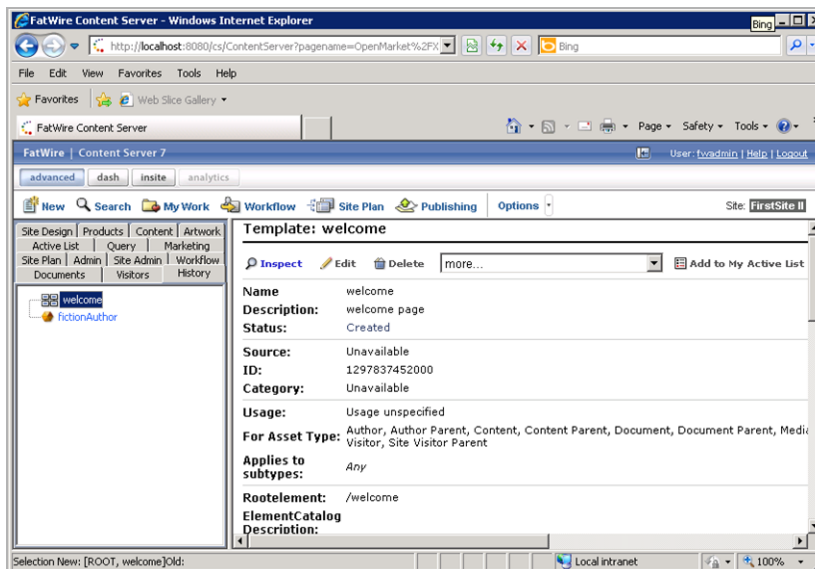 FatWire Content Server - Windows Internet Explorer
Bing
http://localhost:8080/cs/ContentServer?pagename=OpenMarket%2FX
Bing
File Edit View Favorites Tools Help
Favorites Web Slice Gallery
FatWire Content Server
Page Safety Tools
FatWire | Content Server 7
User: fwadmin | Help | Logout
advanced dash insite analytics
New Search My Work Workflow Site Plan Publishing Options Site: FirstSite II
Site Design Products Content Artwork
Active List Query Marketing
Site Plan Admin Site Admin Workflow
Documents Visitors History
welcome
fictionAuthor
Template: welcome
Inspect Edit Delete more... Add to My Active List
Name welcome
Description: welcome page
Status: Created
Source: Unavailable
ID: 1297837452000
Category: Unavailable
Usage: Usage unspecified
For Asset Type: Author, Author Parent, Content, Content Parent, Document, Document Parent, Media
Visitor, Site Visitor Parent
Applies to
subtypes: Any
Rootelement: /welcome
ElementCatalog
Description:
Selection New: [ROOT, welcome]Old:
Local intranet
100%